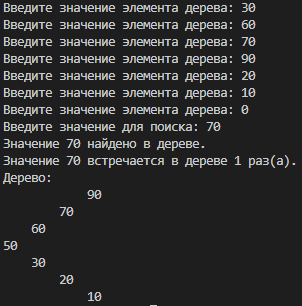 Введите значение элемента дерева: 30
Введите значение элемента дерева: 60
Введите значение элемента дерева: 70
Введите значение элемента дерева: 90
Введите значение элемента дерева: 20
Введите значение элемента дерева: 10
Введите значение элемента дерева: 0
Введите значение для поиска: 70
Значение 70 найдено в дереве.
Значение 70 встречается в дереве 1 раз(а).
Дерево:
90
70
60
50
30
20
10